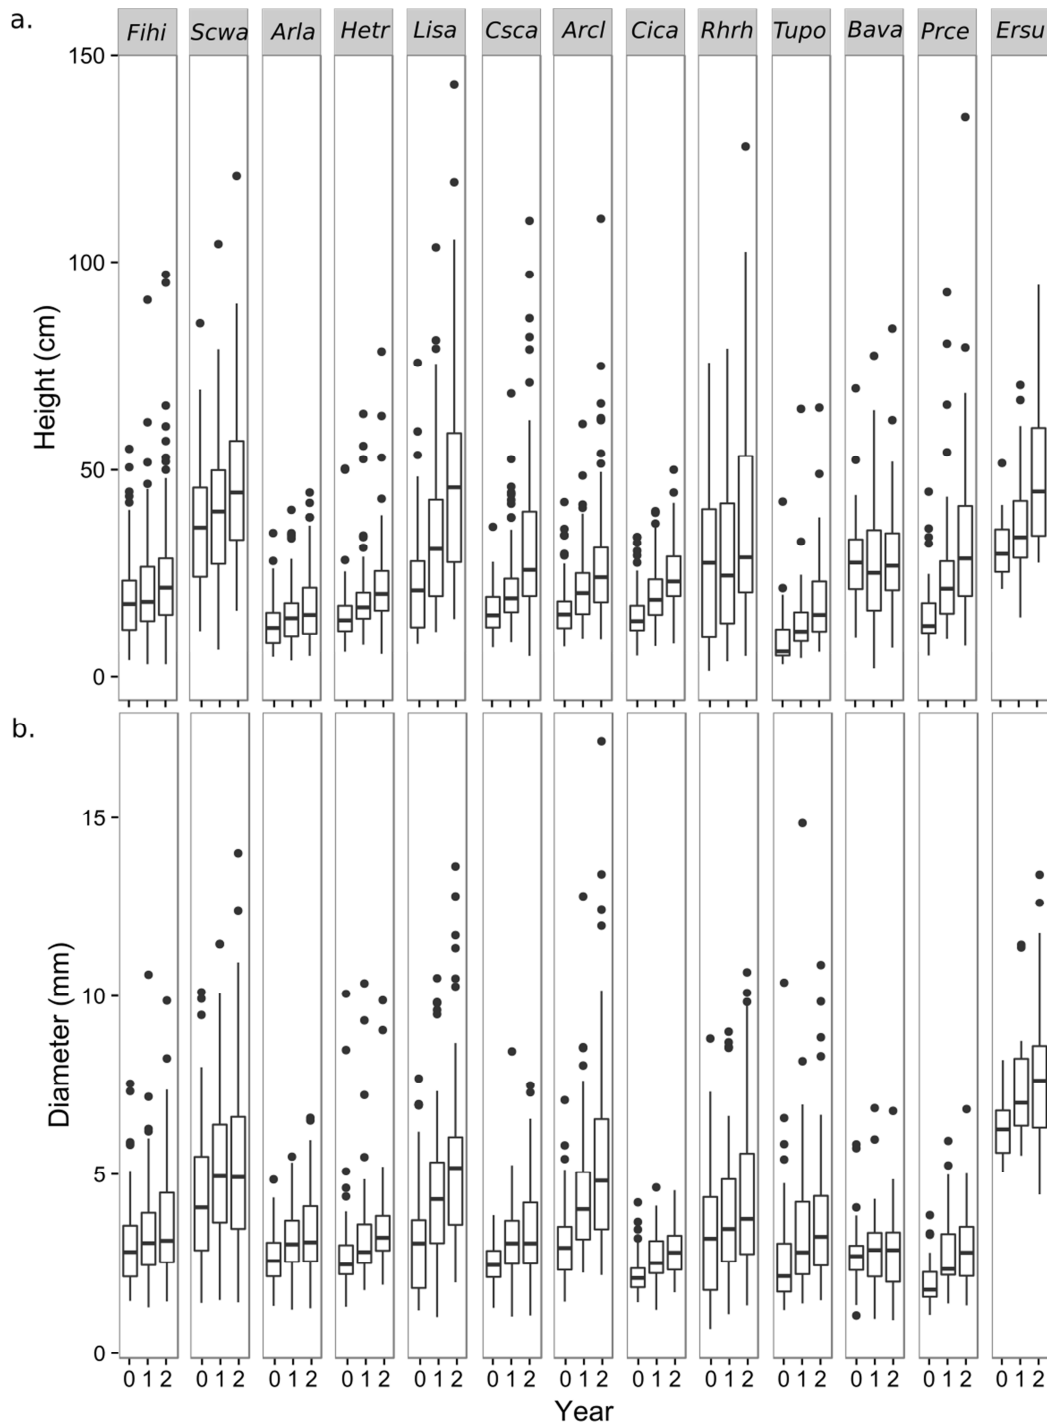 a.
Fihi Scwa Arla Hetr Lisa Csca Arcl Cica Rhrh Tupo Bava Prce Ersu
150
100
Height (cm)
50
0
b.
15
10
Diameter (mm)
5
0
0 1 2 0 1 2 0 1 2 0 1 2 0 1 2 0 1 2 0 1 2 0 1 2 0 1 2 0 1 2 0 1 2 0 1 2 0 1 2
Year